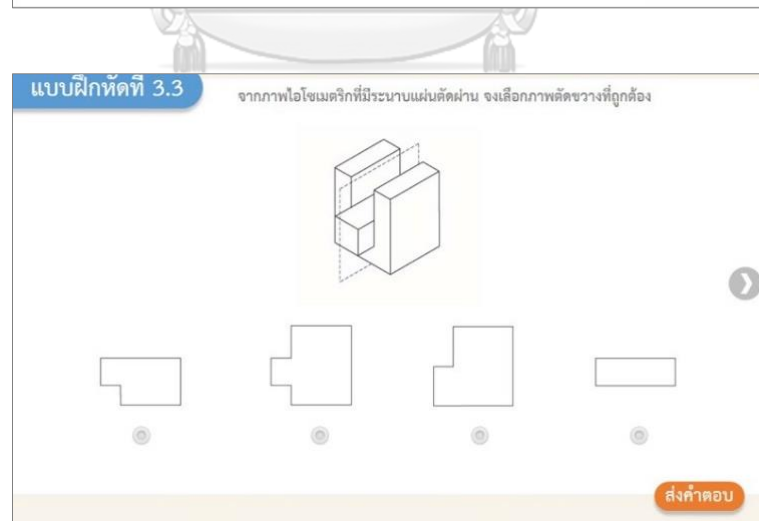 แบบฝึกหัดที่ 3.3
จากภาพไอโซเมตริกที่มีระนาบแผ่นตัดผ่าน จงเลือกภาพตัดขวางที่ถูกต้อง
ส่งคำตอบ